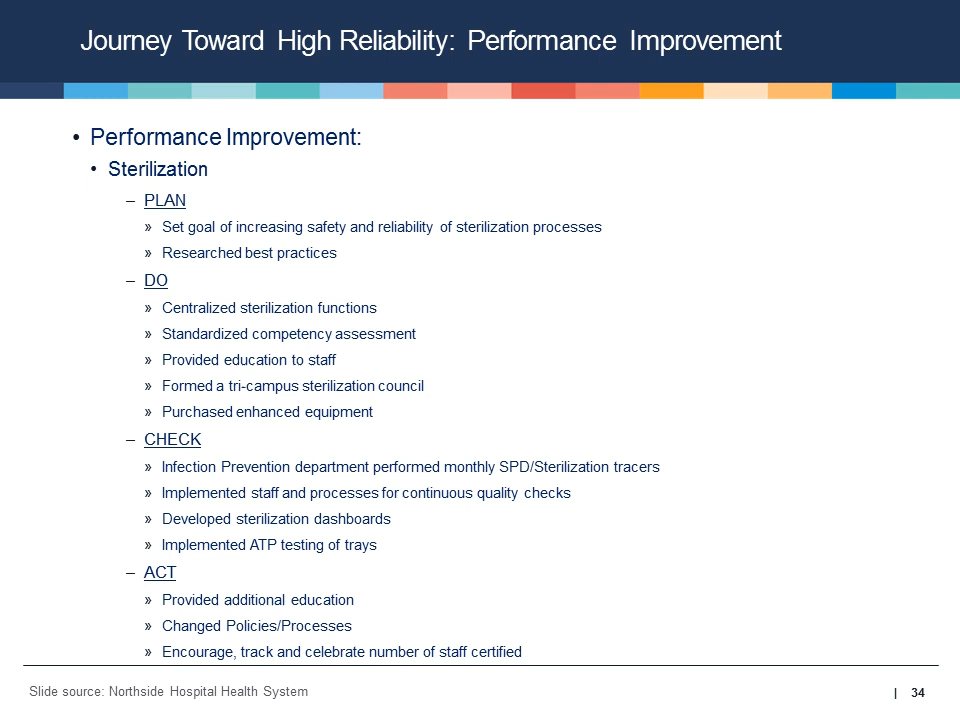 Journey Toward High Reliability: Performance Improvement
• Performance Improvement:
• Sterilization
– PLAN
» Set goal of increasing safety and reliability of sterilization processes
» Researched best practices
– DO
» Centralized sterilization functions
» Standardized competency assessment
» Provided education to staff
» Formed a tri-campus sterilization council
» Purchased enhanced equipment
– CHECK
» Infection Prevention department performed monthly SPD/Sterilization tracers
» Implemented staff and processes for continuous quality checks
» Developed sterilization dashboards
» Implemented ATP testing of trays
– ACT
» Provided additional education
» Changed Policies/Processes
» Encourage, track and celebrate number of staff certified
Slide source: Northside Hospital Health System
| 34